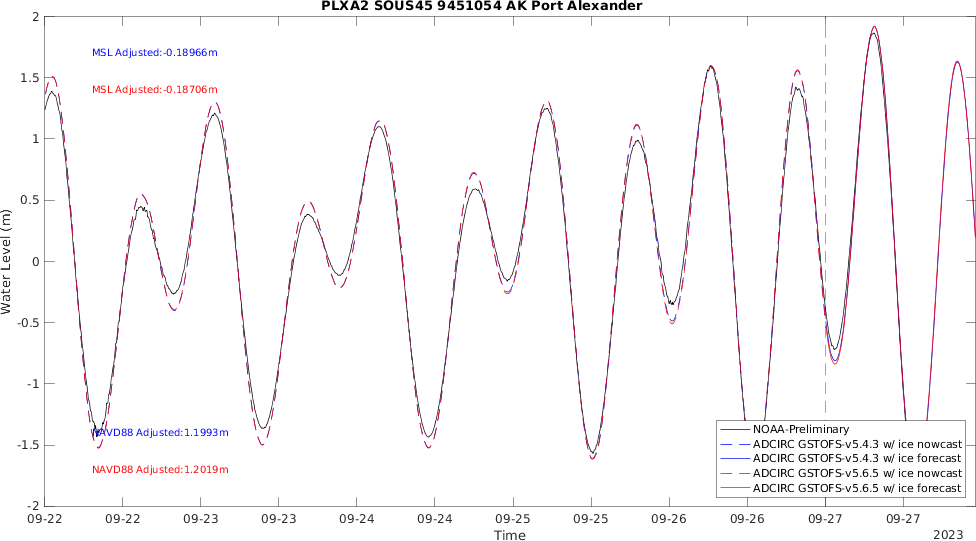 PLXA2 SOUS45 9451054 AK Port Alexander
2
1.5
1
0.5
0
-0.5
-1
-1.5
-2
Water Level (m)
MSL Adjusted:-0.18966m
MSL Adjusted:-0.18706m
NAVD88 Adjusted:1.1993m
NAVD88 Adjusted:1.2019m
NOAA-Preliminary
ADCIRC GSTOFS-v5.4.3 w/ ice nowcast
ADCIRC GSTOFS-v5.4.3 w/ ice forecast
ADCIRC GSTOFS-v5.6.5 w/ ice nowcast
ADCIRC GSTOFS-v5.6.5 w/ ice forecast
09-22 09-22 09-23 09-23 09-24 09-24 09-25 09-25 09-26 09-26 09-27 09-27
Time
2023